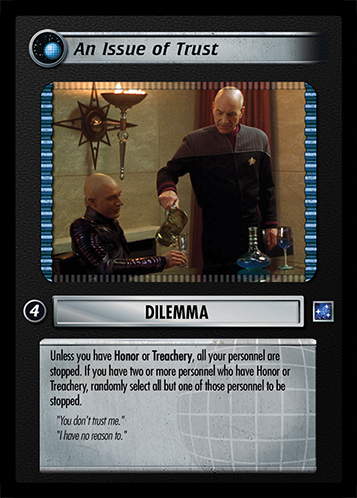 An Issue of Trust
4
DILEMMA
Unless you have Honor or Treachery, all your personnel are
stopped. If you have two or more personnel who have Honor or
Treachery, randomly select all but one of those personnel to be
stopped.
"You don't trust me."
"I have no reason to."